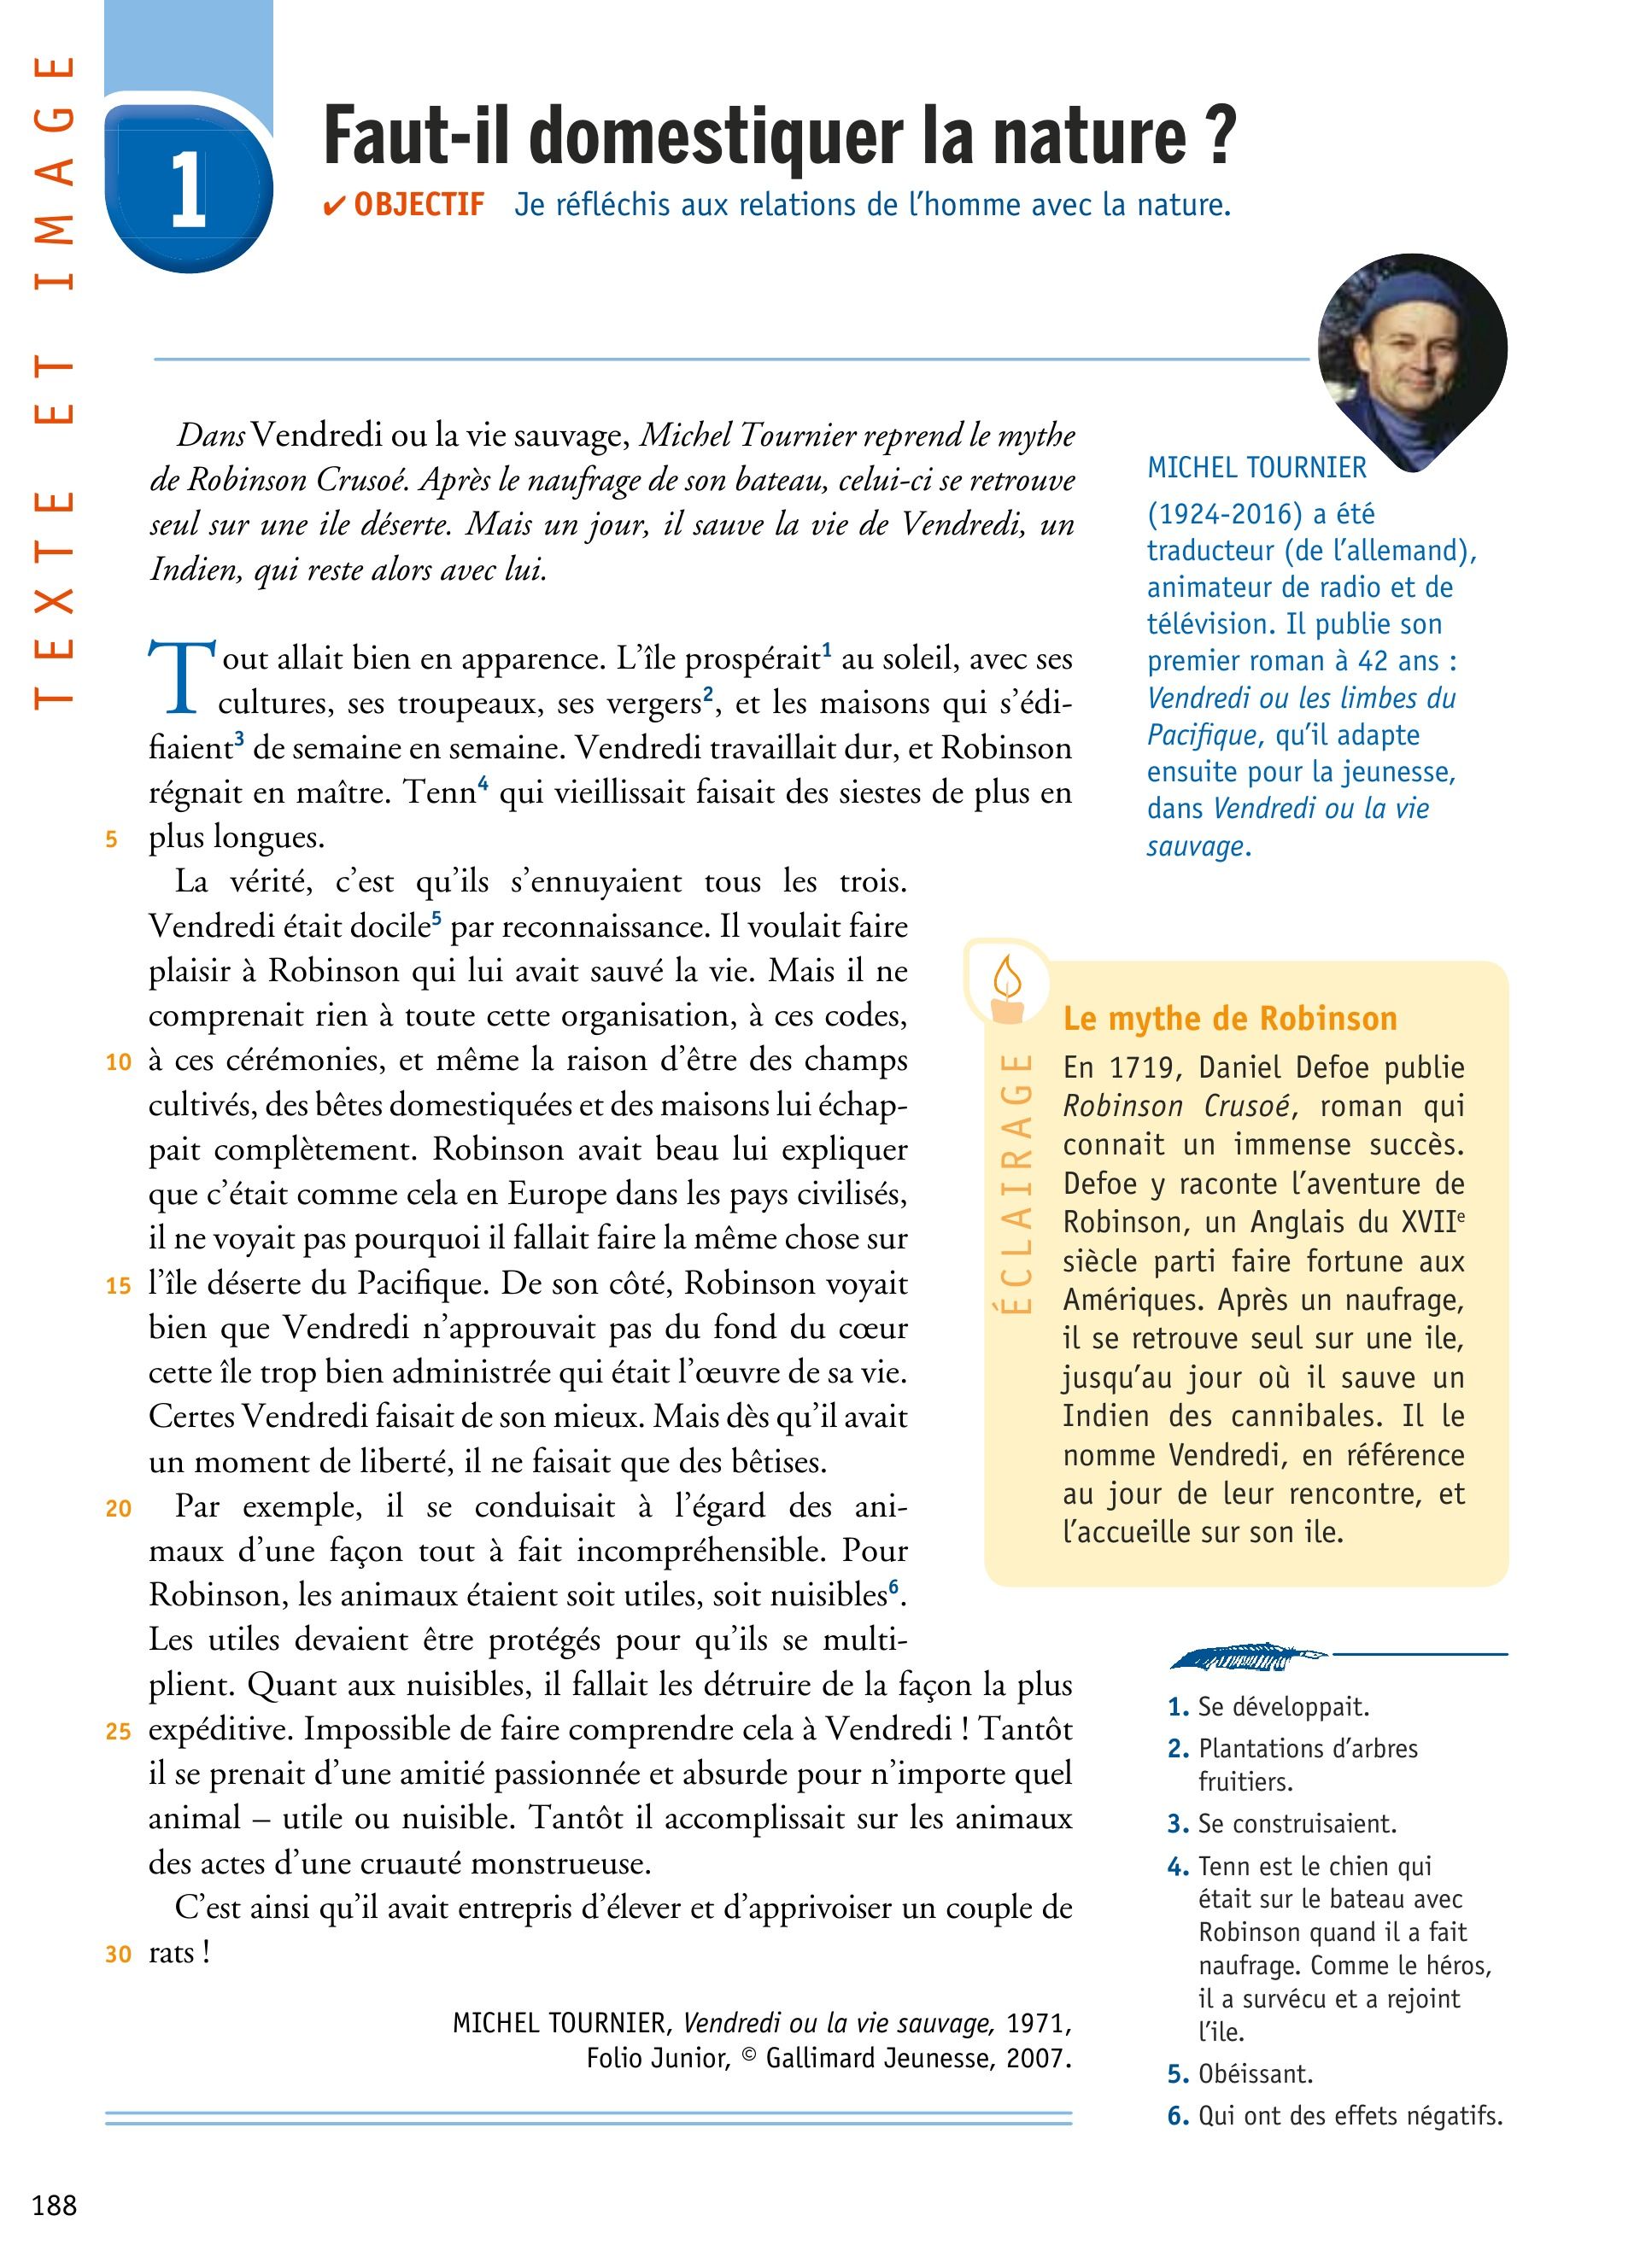 TEXTE ET IMAGE
1
Faut-il domestiquer la nature ?
✔ OBJECTIF Je réfléchis aux relations de l’homme avec la nature.
Dans Vendredi ou la vie sauvage, Michel Tournier reprend le mythe
de Robinson Crusoé. Après le naufrage de son bateau, celui-ci se retrouve
seul sur une ile déserte. Mais un jour, il sauve la vie de Vendredi, un
Indien, qui reste alors avec lui.
Tout allait bien en apparence. L’île prospérait1 au soleil, avec ses
cultures, ses troupeaux, ses vergers2, et les maisons qui s’édi-
fiaient3 de semaine en semaine. Vendredi travaillait dur, et Robinson
régnait en maître. Tenn4 qui vieillissait faisait des siestes de plus en
5 plus longues.
La vérité, c’est qu’ils s’ennuyaient tous les trois.
Vendredi était docile5 par reconnaissance. Il voulait faire
plaisir à Robinson qui lui avait sauvé la vie. Mais il ne
comprenait rien à toute cette organisation, à ces codes,
10 à ces cérémonies, et même la raison d’être des champs
cultivés, des bêtes domestiquées et des maisons lui échap-
pait complètement. Robinson avait beau lui expliquer
que c’était comme cela en Europe dans les pays civilisés,
il ne voyait pas pourquoi il fallait faire la même chose sur
15 l’île déserte du Pacifique. De son côté, Robinson voyait
bien que Vendredi n’approuvait pas du fond du cœur
cette île trop bien administrée qui était l’œuvre de sa vie.
Certes Vendredi faisait de son mieux. Mais dès qu’il avait
un moment de liberté, il ne faisait que des bêtises.
20 Par exemple, il se conduisait à l’égard des ani-
maux d’une façon tout à fait incompréhensible. Pour
Robinson, les animaux étaient soit utiles, soit nuisibles6.
Les utiles devaient être protégés pour qu’ils se multi-
plient. Quant aux nuisibles, il fallait les détruire de la façon la plus
25 expéditive. Impossible de faire comprendre cela à Vendredi ! Tantôt
il se prenait d’une amitié passionnée et absurde pour n’importe quel
animal – utile ou nuisible. Tantôt il accomplissait sur les animaux
des actes d’une cruauté monstrueuse.
C’est ainsi qu’il avait entrepris d’élever et d’apprivoiser un couple de
30 rats !
MICHEL TOURNIER, Vendredi ou la vie sauvage, 1971,
Folio Junior, © Gallimard Jeunesse, 2007.
MICHEL TOURNIER
(1924-2016) a été
traducteur (de l’allemand),
animateur de radio et de
télévision. Il publie son
premier roman à 42 ans :
Vendredi ou les limbes du
Pacifique, qu’il adapte
ensuite pour la jeunesse,
dans Vendredi ou la vie
sauvage.
ÉCLAIRAGE
Le mythe de Robinson
En 1719, Daniel Defoe publie
Robinson Crusoé, roman qui
connait un immense succès.
Defoe y raconte l’aventure de
Robinson, un Anglais du XVIIe
siècle parti faire fortune aux
Amériques. Après un naufrage,
il se retrouve seul sur une ile,
jusqu’au jour où il sauve un
Indien des cannibales. Il le
nomme Vendredi, en référence
au jour de leur rencontre, et
l’accueille sur son ile.
1. Se développait.
2. Plantations d’arbres
fruitiers.
3. Se construisaient.
4. Tenn est le chien qui
était sur le bateau avec
Robinson quand il a fait
naufrage. Comme le héros,
il a survécu et a rejoint
l’ile.
5. Obéissant.
6. Qui ont des effets négatifs.
188